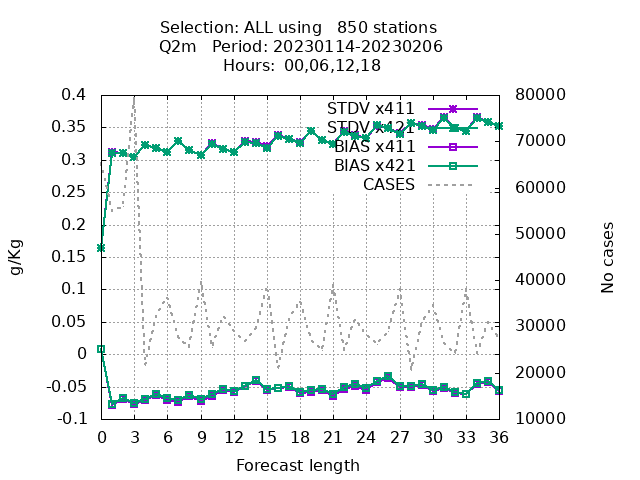 Selection: ALL using   850 stations
Q2m   Period: 20230114-20230206
Hours:  00,06,12,18
0.4
0.35
0.3
0.25
0.2
0.15
0.1
0.05
0
-0.05
-0.1
g/Kg
STDV x411
STDV x421
BIAS x411
BIAS x421
CASES
80000
70000
60000
50000
40000
30000
20000
10000
No cases
0 3 6 9 12 15 18 21 24 27 30 33 36
Forecast length